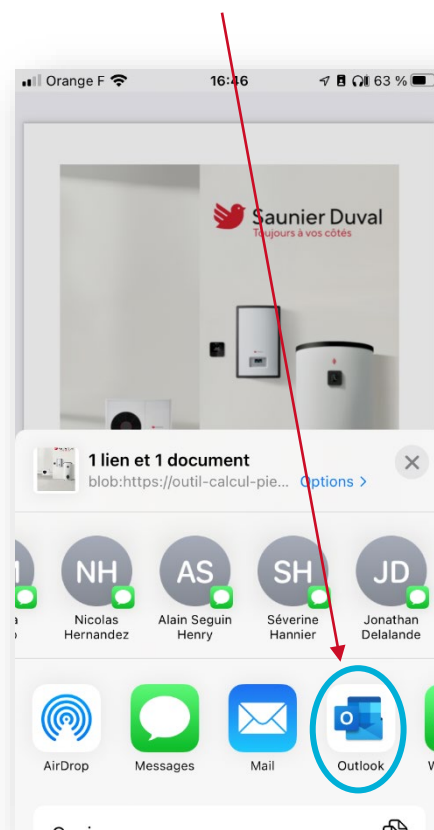 Orange F 16:46 63 %
Saunier Duval
Toujours à vos côtés
1 lien et 1 document
blob:https://outil-calcul-pie... Options >
NH AS SH JD
Nicolas Hernandez
Alain Seguin Henry
Séverine Hannier
Jonathan Delalande
AirDrop Messages Mail Outlook